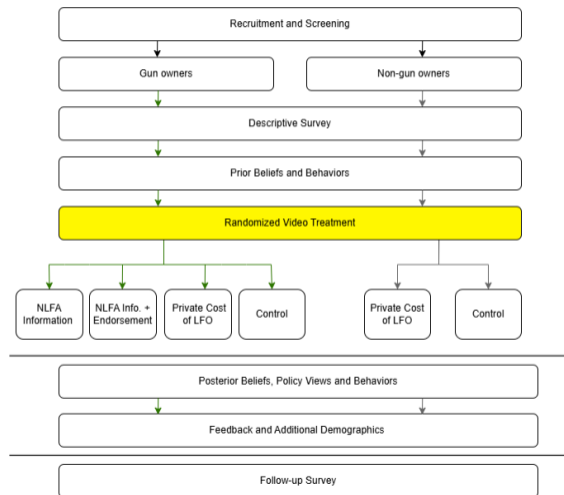 Recruitment and Screening
Gun owners
Non-gun owners
Descriptive Survey
Prior Beliefs and Behaviors
Randomized Video Treatment
NLFA
Information
NLFA Info. +
Endorsement
Private Cost
of LFO
Control
Private Cost
of LFO
Control
Posterior Beliefs, Policy Views and Behaviors
Feedback and Additional Demographics
Follow-up Survey